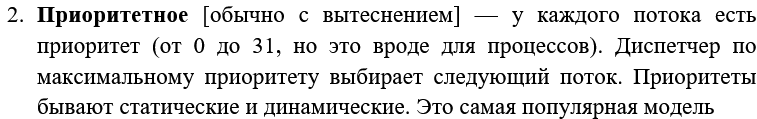 2. Приоритетное [обычно с вытеснением] — у каждого потока есть
приоритет (от 0 до 31, но это вроде для процессов). Диспетчер по
максимальному приоритету выбирает следующий поток. Приоритеты
бывают статические и динамические. Это самая популярная модель